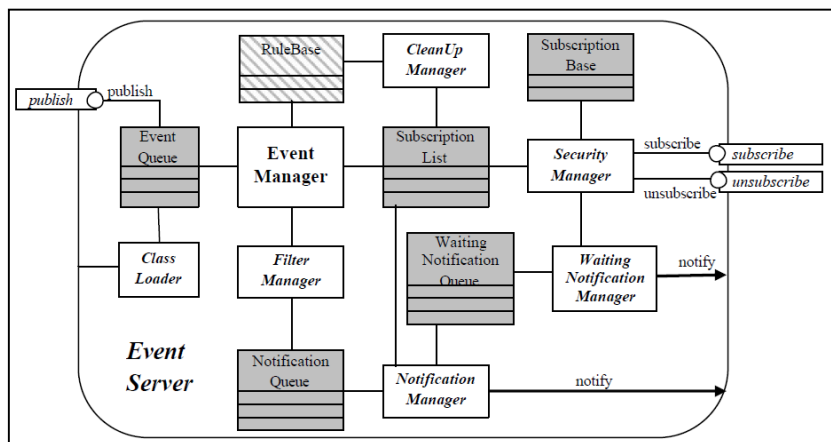 RuleBase
CleanUp
Manager
Subscription
Base
publish
publish
Event
Queue
Event
Manager
Subscription
List
Security
Manager
subscribe
subscribe
unsubscribe
unsubscribe
Class
Loader
Filter
Manager
Waiting
Notification
Queue
Waiting
Notification
Manager
notify
Event
Server
Notification
Queue
Notification
Manager
notify